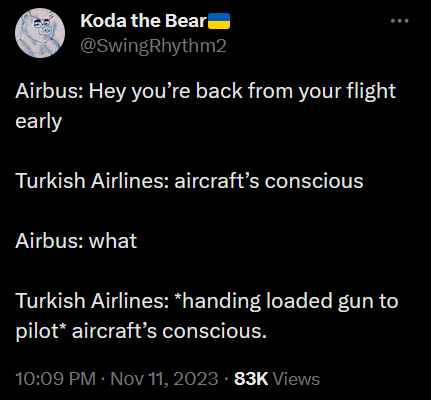 Koda the Bear🇺🇦
@SwingRhythm2
Airbus: Hey you’re back from your flight
early
Turkish Airlines: aircraft’s conscious
Airbus: what
Turkish Airlines: *handing loaded gun to
pilot* aircraft’s conscious.
10:09 PM · Nov 11, 2023 · 83K Views